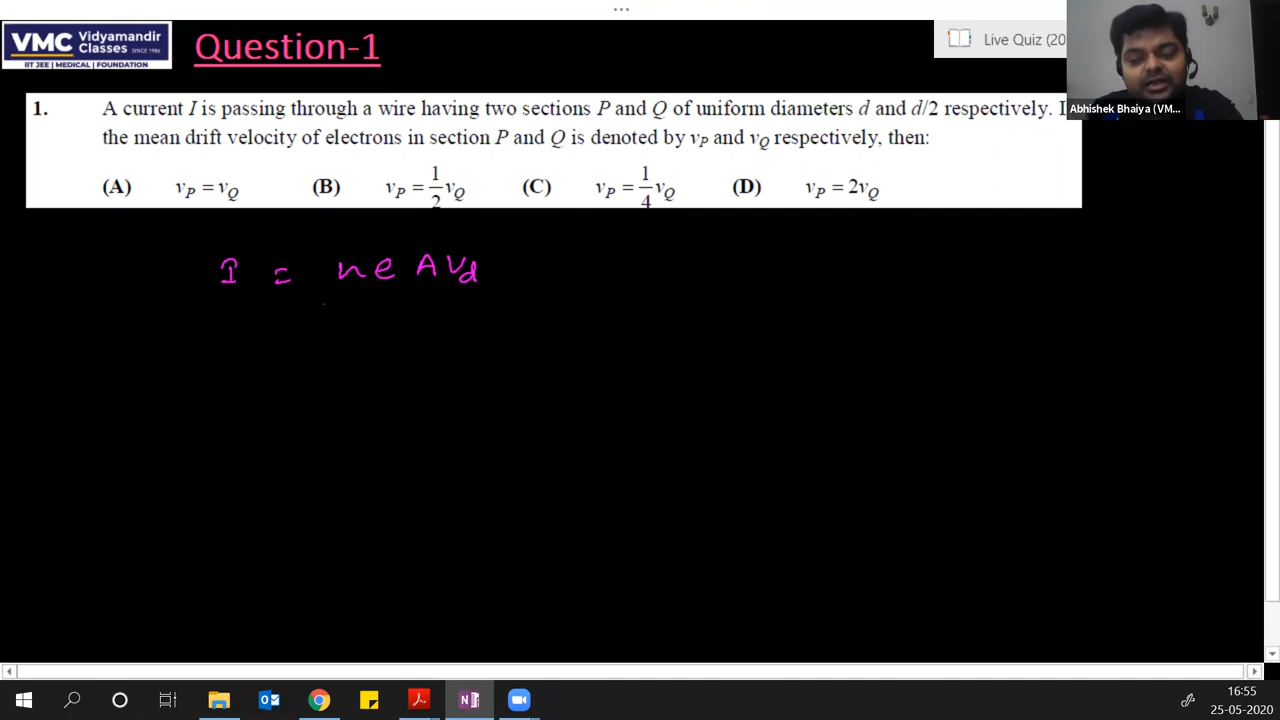 ...
VMC Vidyamandir Classes SINCE 1986
IIT JEE | MEDICAL | FOUNDATION
Question-1
Live Quiz (20
Abhishek Bhaiya (VM...
1. A current I is passing through a wire having two sections P and Q of uniform diameters d and d/2 respectively.
the mean drift velocity of electrons in section P and Q is denoted by vP and vQ respectively, then:
(A) vP = vQ (B) vP = 1/2 vQ (C) vP = 1/4 vQ (D) vP = 2vQ
I = neAVd
16:55
25-05-2020